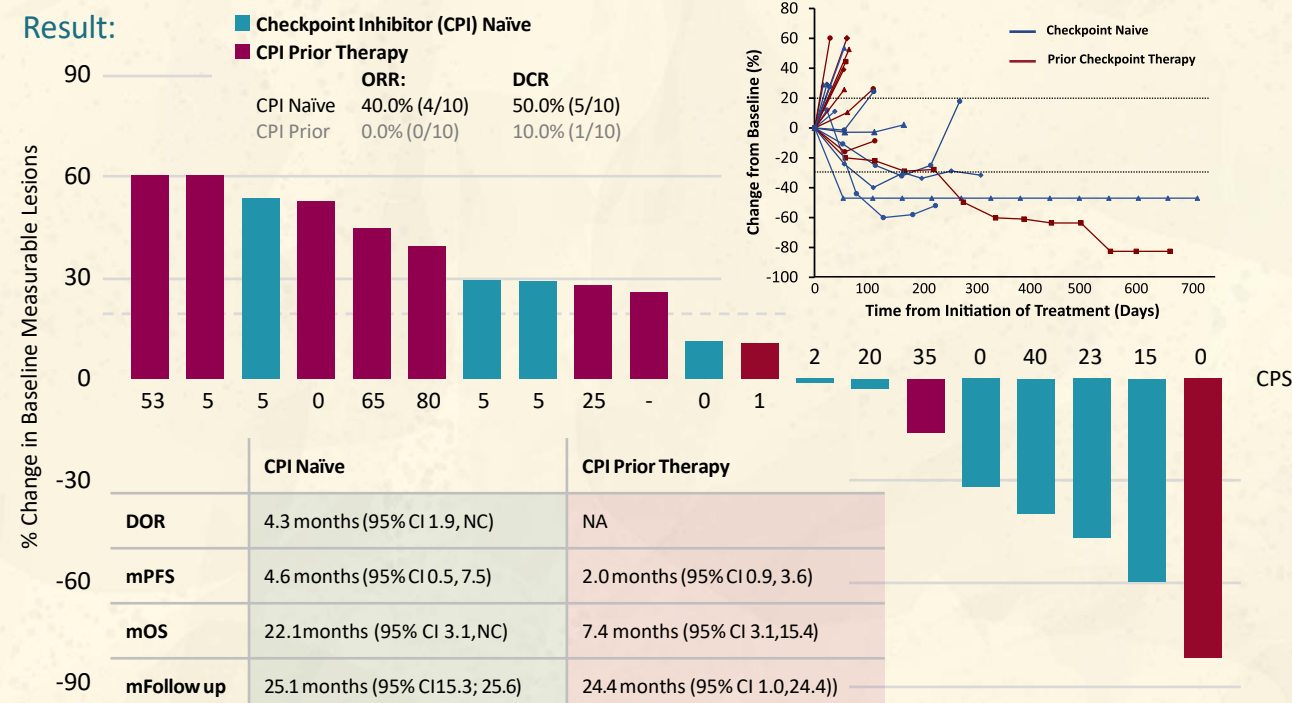 Result:
Checkpoint Inhibitor (CPI) Naïve
CPI Prior Therapy
ORR: DCR
CPI Naïve 40.0% (4/10) 50.0% (5/10)
CPI Prior 0.0% (0/10) 10.0% (1/10)
% Change in Baseline Measurable Lesions
90
60
30
0
-30
-60
-90
53 5 5 0 65 80 5 5 25 - 0 1
2 20 35 0 40 23 15 0
CPS
Change from Baseline (%)
80
60
40
20
0
-20
-40
-60
-80
-100
Checkpoint Naive
Prior Checkpoint Therapy
0 100 200 300 400 500 600 700
Time from Initiation of Treatment (Days)
CPI Naïve CPI Prior Therapy
DOR 4.3 months (95% CI 1.9, NC) NA
mPFS 4.6 months (95% CI 0.5, 7.5) 2.0 months (95% CI 0.9, 3.6)
mOS 22.1months (95% CI 3.1,NC) 7.4 months (95% CI 3.1,15.4)
mFollow up 25.1 months (95% CI15.3; 25.6) 24.4 months (95% CI 1.0,24.4))